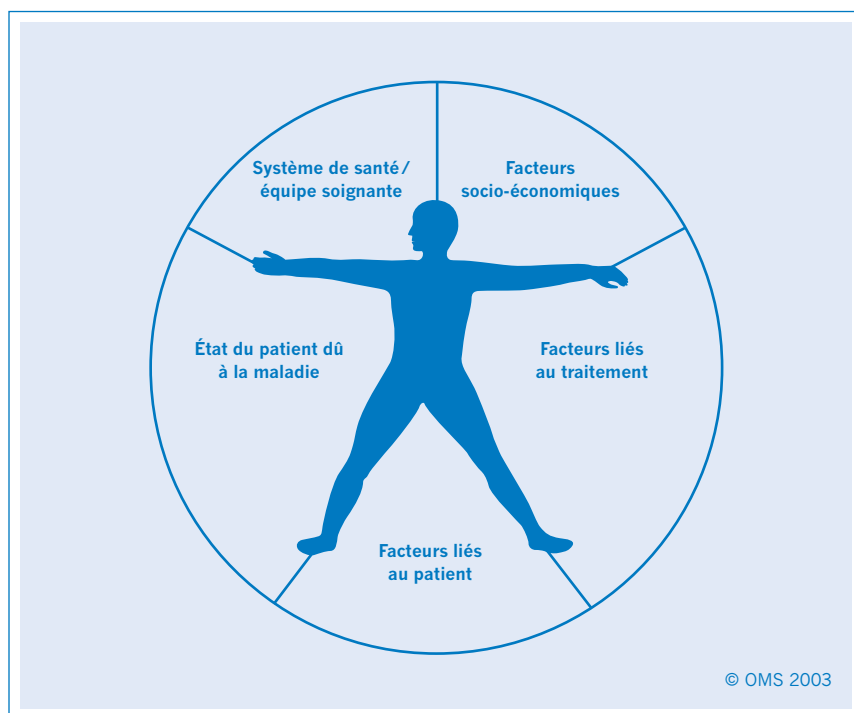 Système de santé/
équipe soignante
Facteurs
socio-économiques
État du patient dû
à la maladie
Facteurs liés
au traitement
Facteurs liés
au patient
© OMS 2003